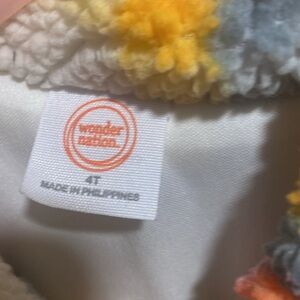 wonder
nation.
4T
MADE IN PHILIPPINES